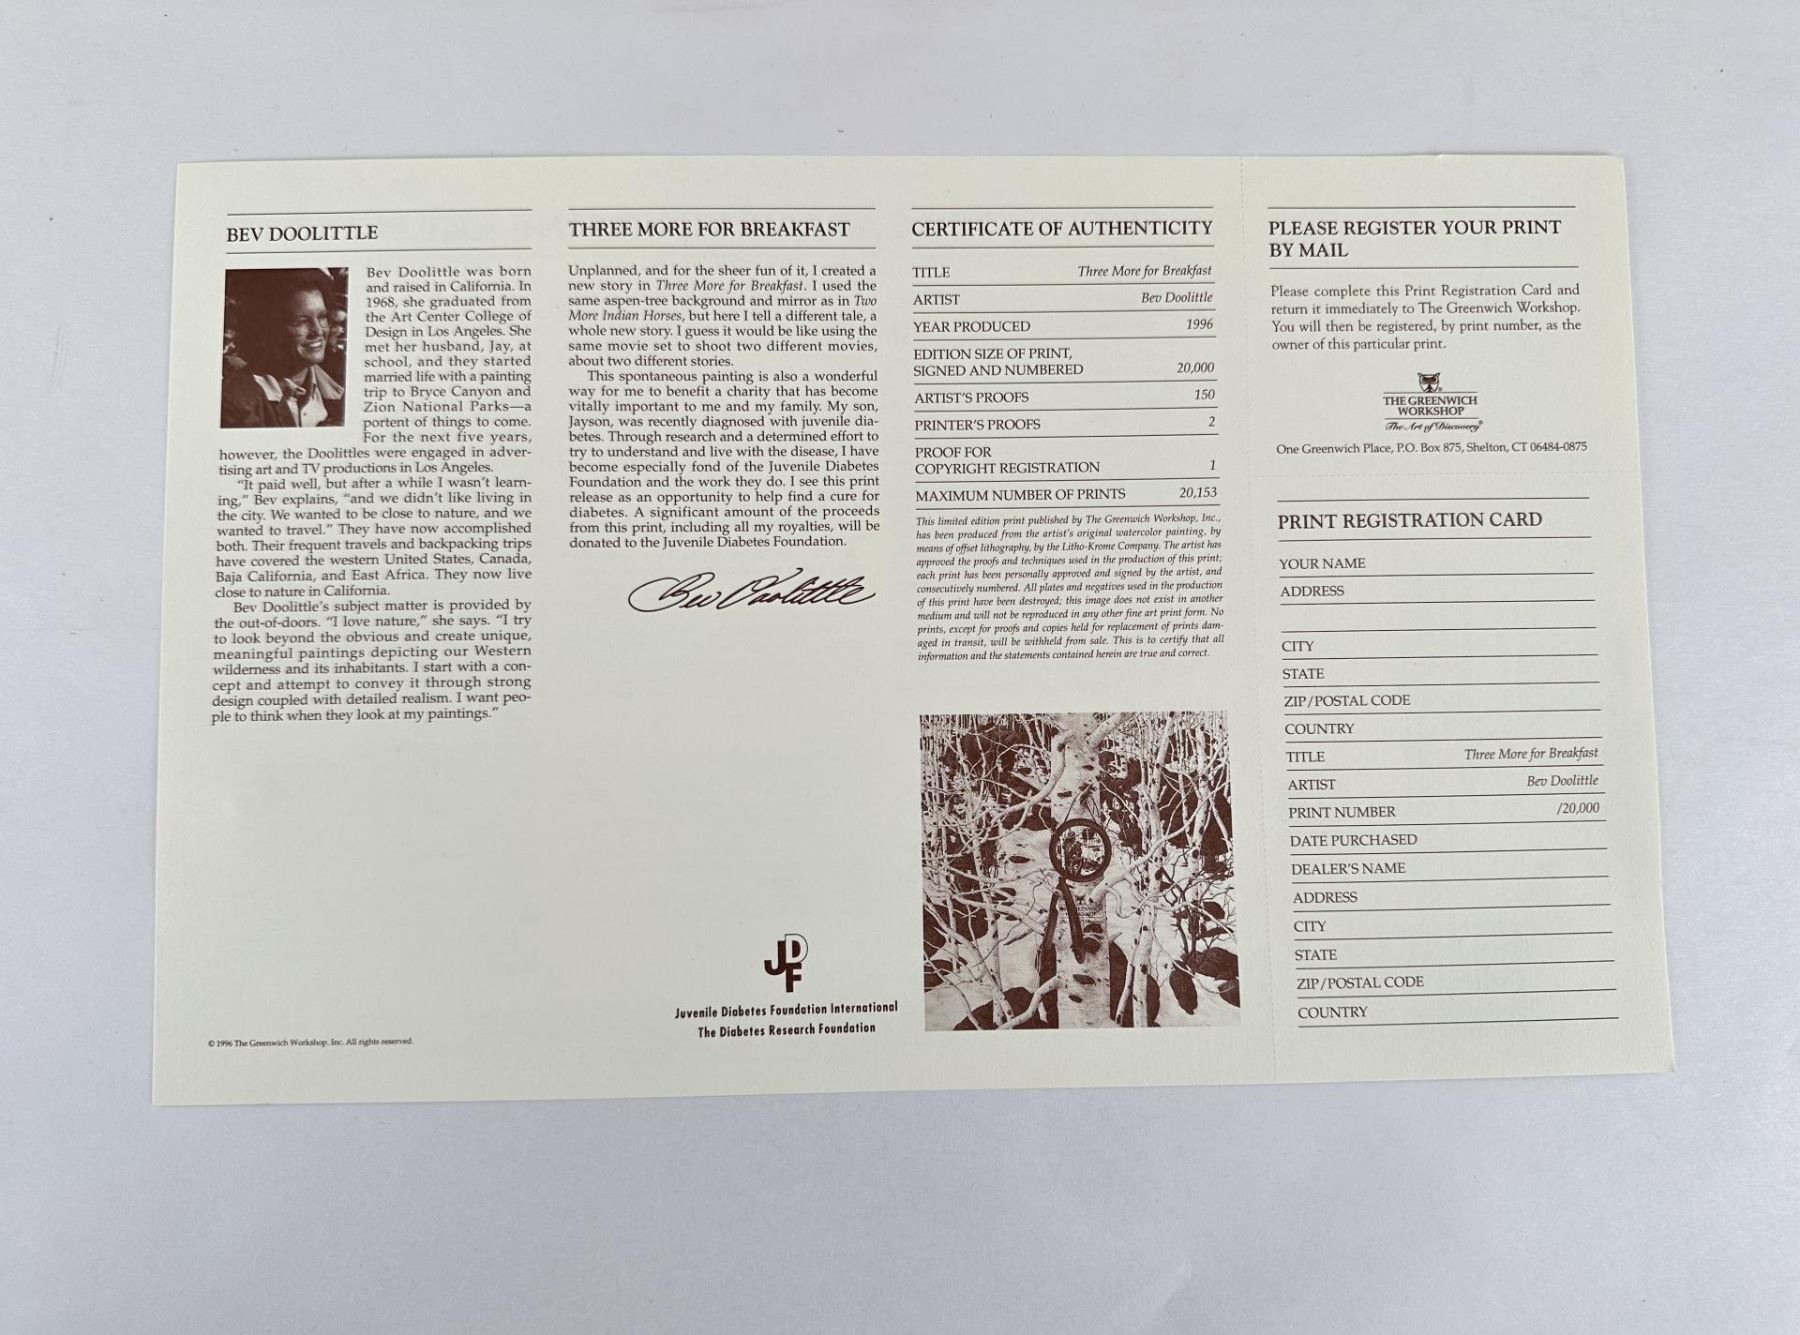 BEV DOOLITTLE
Bev Doolittle was born
and raised in California. In
1968, she graduated from
the Art Center College of
Design in Los Angeles. She
met her husband, Jay, at
school, and they started
married life with a painting
trip to Bryce Canyon and
Zion National Parks—a
portent of things to come.
For the next five years,
however, the Doolittles were engaged in adver-
tising art and TV productions in Los Angeles.
"It paid well, but after a while I wasn't learn-
ing," Bev explains, "and we didn't like living in
the city. We wanted to be close to nature, and we
wanted to travel." They have now accomplished
both. Their frequent travels and backpacking trips
have covered the western United States, Canada,
Baja California, and East Africa. They now live
close to nature in California.
Bev Doolittle's subject matter is provided by
the out-of-doors. "I love nature," she says. "I try
to look beyond the obvious and create unique,
meaningful paintings depicting our Western
wilderness and its inhabitants. I start with a con-
cept and attempt to convey it through strong
design coupled with detailed realism. I want peo-
ple to think when they look at my paintings."
© 1996 The Greenwich Workshop, Inc. All rights reserved.
THREE MORE FOR BREAKFAST
Unplanned, and for the sheer fun of it, I created a
new story in Three More for Breakfast. I used the
same aspen-tree background and mirror as in Two
More Indian Horses, but here I tell a different tale, a
whole new story. I guess it would be like using the
same movie set to shoot two different movies,
about two different stories.
This spontaneous painting is also a wonderful
way for me to benefit a charity that has become
vitally important to me and my family. My son,
Jayson, was recently diagnosed with juvenile dia-
betes. Through research and a determined effort to
try to understand and live with the disease, I have
become especially fond of the Juvenile Diabetes
Foundation and the work they do. I see this print
release as an opportunity to help find a cure for
diabetes. A significant amount of the proceeds
from this print, including all my royalties, will be
donated to the Juvenile Diabetes Foundation.
Bev Doolittle
JDF
Juvenile Diabetes Foundation International
The Diabetes Research Foundation
CERTIFICATE OF AUTHENTICITY
TITLE Three More for Breakfast
ARTIST Bev Doolittle
YEAR PRODUCED 1996
EDITION SIZE OF PRINT,
SIGNED AND NUMBERED 20,000
ARTIST'S PROOFS 150
PRINTER'S PROOFS 2
PROOF FOR
COPYRIGHT REGISTRATION 1
MAXIMUM NUMBER OF PRINTS 20,153
This limited edition print published by The Greenwich Workshop, Inc.,
has been produced from the artist's original watercolor painting, by
means of offset lithography, by the Litho-Krome Company. The artist has
approved the proofs and techniques used in the production of this print;
each print has been personally approved and signed by the artist, and
consecutively numbered. All plates and negatives used in the production
of this print have been destroyed; this image does not exist in another
medium and will not be reproduced in any other fine art print form. No
prints, except for proofs and copies held for replacement of prints dam-
aged in transit, will be withheld from sale. This is to certify that all
information and the statements contained herein are true and correct.
GREENWICH
WORKSHOP
PLEASE REGISTER YOUR PRINT
BY MAIL
Please complete this Print Registration Card and
return it immediately to The Greenwich Workshop.
You will then be registered, by print number, as the
owner of this particular print.
THE GREENWICH
WORKSHOP
The Art of Discovery
One Greenwich Place, P.O. Box 875, Shelton, CT 06484-0875
PRINT REGISTRATION CARD
YOUR NAME
ADDRESS
CITY
STATE
ZIP/POSTAL CODE
COUNTRY
TITLE Three More for Breakfast
ARTIST Bev Doolittle
PRINT NUMBER /20,000
DATE PURCHASED
DEALER'S NAME
ADDRESS
CITY
STATE
ZIP/POSTAL CODE
COUNTRY